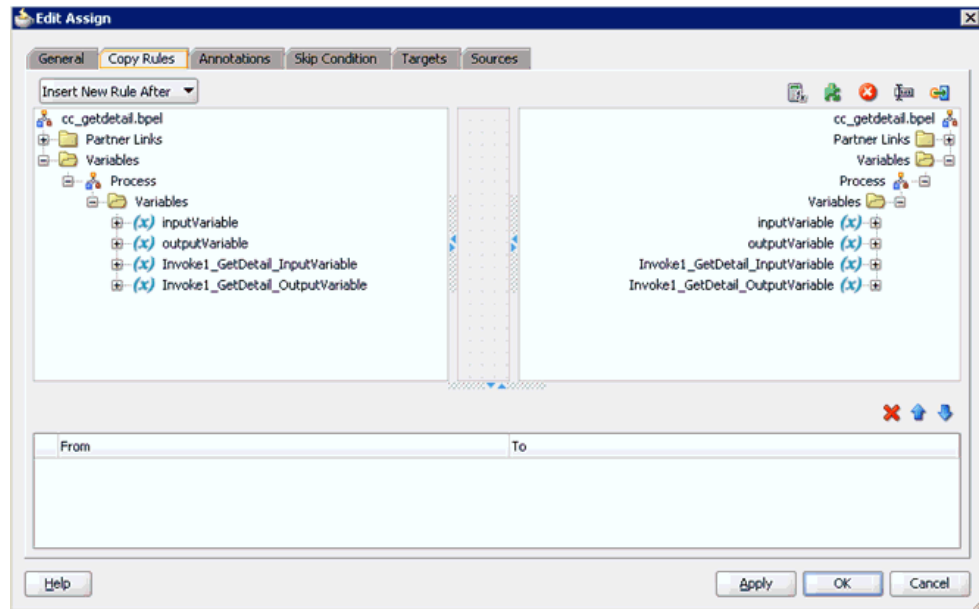 Edit Assign
General Copy Rules Annotations Skip Condition Targets Sources
Insert New Rule After
cc_getdetail.bpel
Partner Links
Variables
Process
Variables
(x) inputVariable
(x) outputVariable
(x) Invoke1_GetDetail_InputVariable
(x) Invoke1_GetDetail_OutputVariable
cc_getdetail.bpel
Partner Links
Variables
Process
Variables
inputVariable (x)
outputVariable (x)
Invoke1_GetDetail_InputVariable (x)
Invoke1_GetDetail_OutputVariable (x)
From To
Help Apply OK Cancel